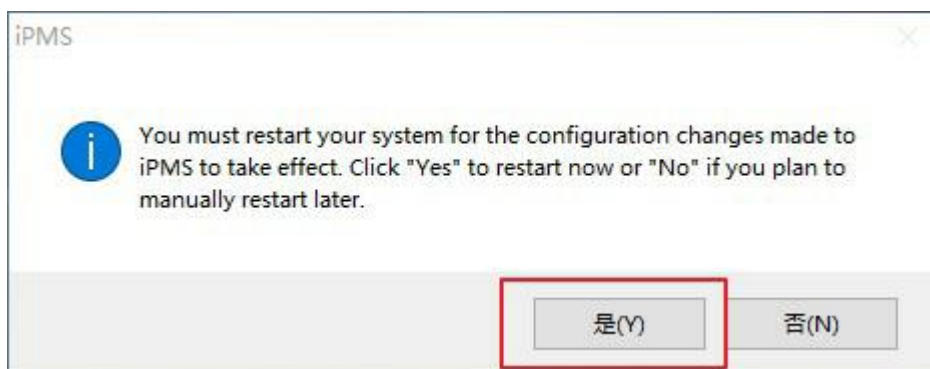 iPMS
You must restart your system for the configuration changes made to
iPMS to take effect. Click "Yes" to restart now or "No" if you plan to
manually restart later.
是(Y)
否(N)